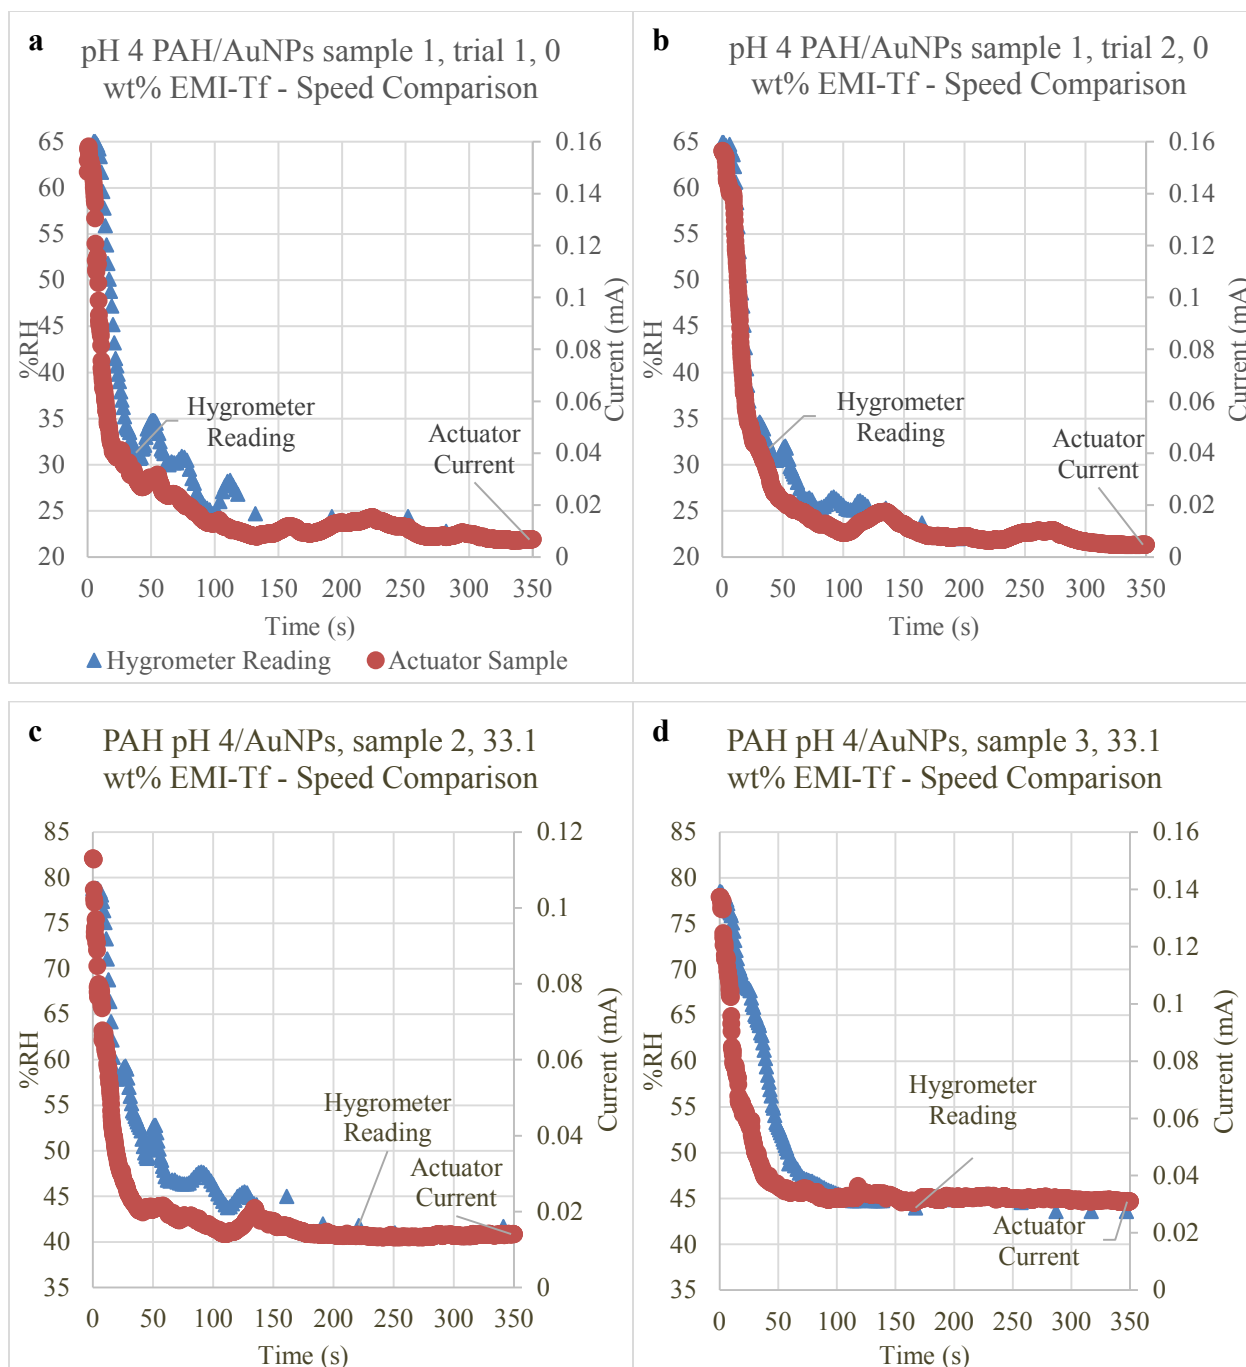 a
pH 4 PAH/AuNPs sample 1, trial 1, 0
wt% EMI-Tf - Speed Comparison
65
60
55
50
45
40
35
30
25
20
%RH
0.16
0.14
0.12
0.1
0.08
0.06
0.04
0.02
0
Current (mA)
Hygrometer
Reading
Actuator
Current
0 50 100 150 200 250 300 350
Time (s)
Hygrometer Reading Actuator Sample
b
pH 4 PAH/AuNPs sample 1, trial 2, 0
wt% EMI-Tf - Speed Comparison
65
60
55
50
45
40
35
30
25
20
%RH
0.16
0.14
0.12
0.1
0.08
0.06
0.04
0.02
0
Current (mA)
Hygrometer
Reading
Actuator
Current
0 50 100 150 200 250 300 350
Time (s)
c
PAH pH 4/AuNPs, sample 2, 33.1
wt% EMI-Tf - Speed Comparison
85
80
75
70
65
60
55
50
45
40
35
%RH
0.12
0.1
0.08
0.06
0.04
0.02
0
Current (mA)
Hygrometer
Reading
Actuator
Current
0 50 100 150 200 250 300 350
Time (s)
d
PAH pH 4/AuNPs, sample 3, 33.1
wt% EMI-Tf - Speed Comparison
85
80
75
70
65
60
55
50
45
40
35
%RH
0.16
0.14
0.12
0.1
0.08
0.06
0.04
0.02
0
Current (mA)
Hygrometer
Reading
Actuator
Current
0 50 100 150 200 250 300 350
Time (s)